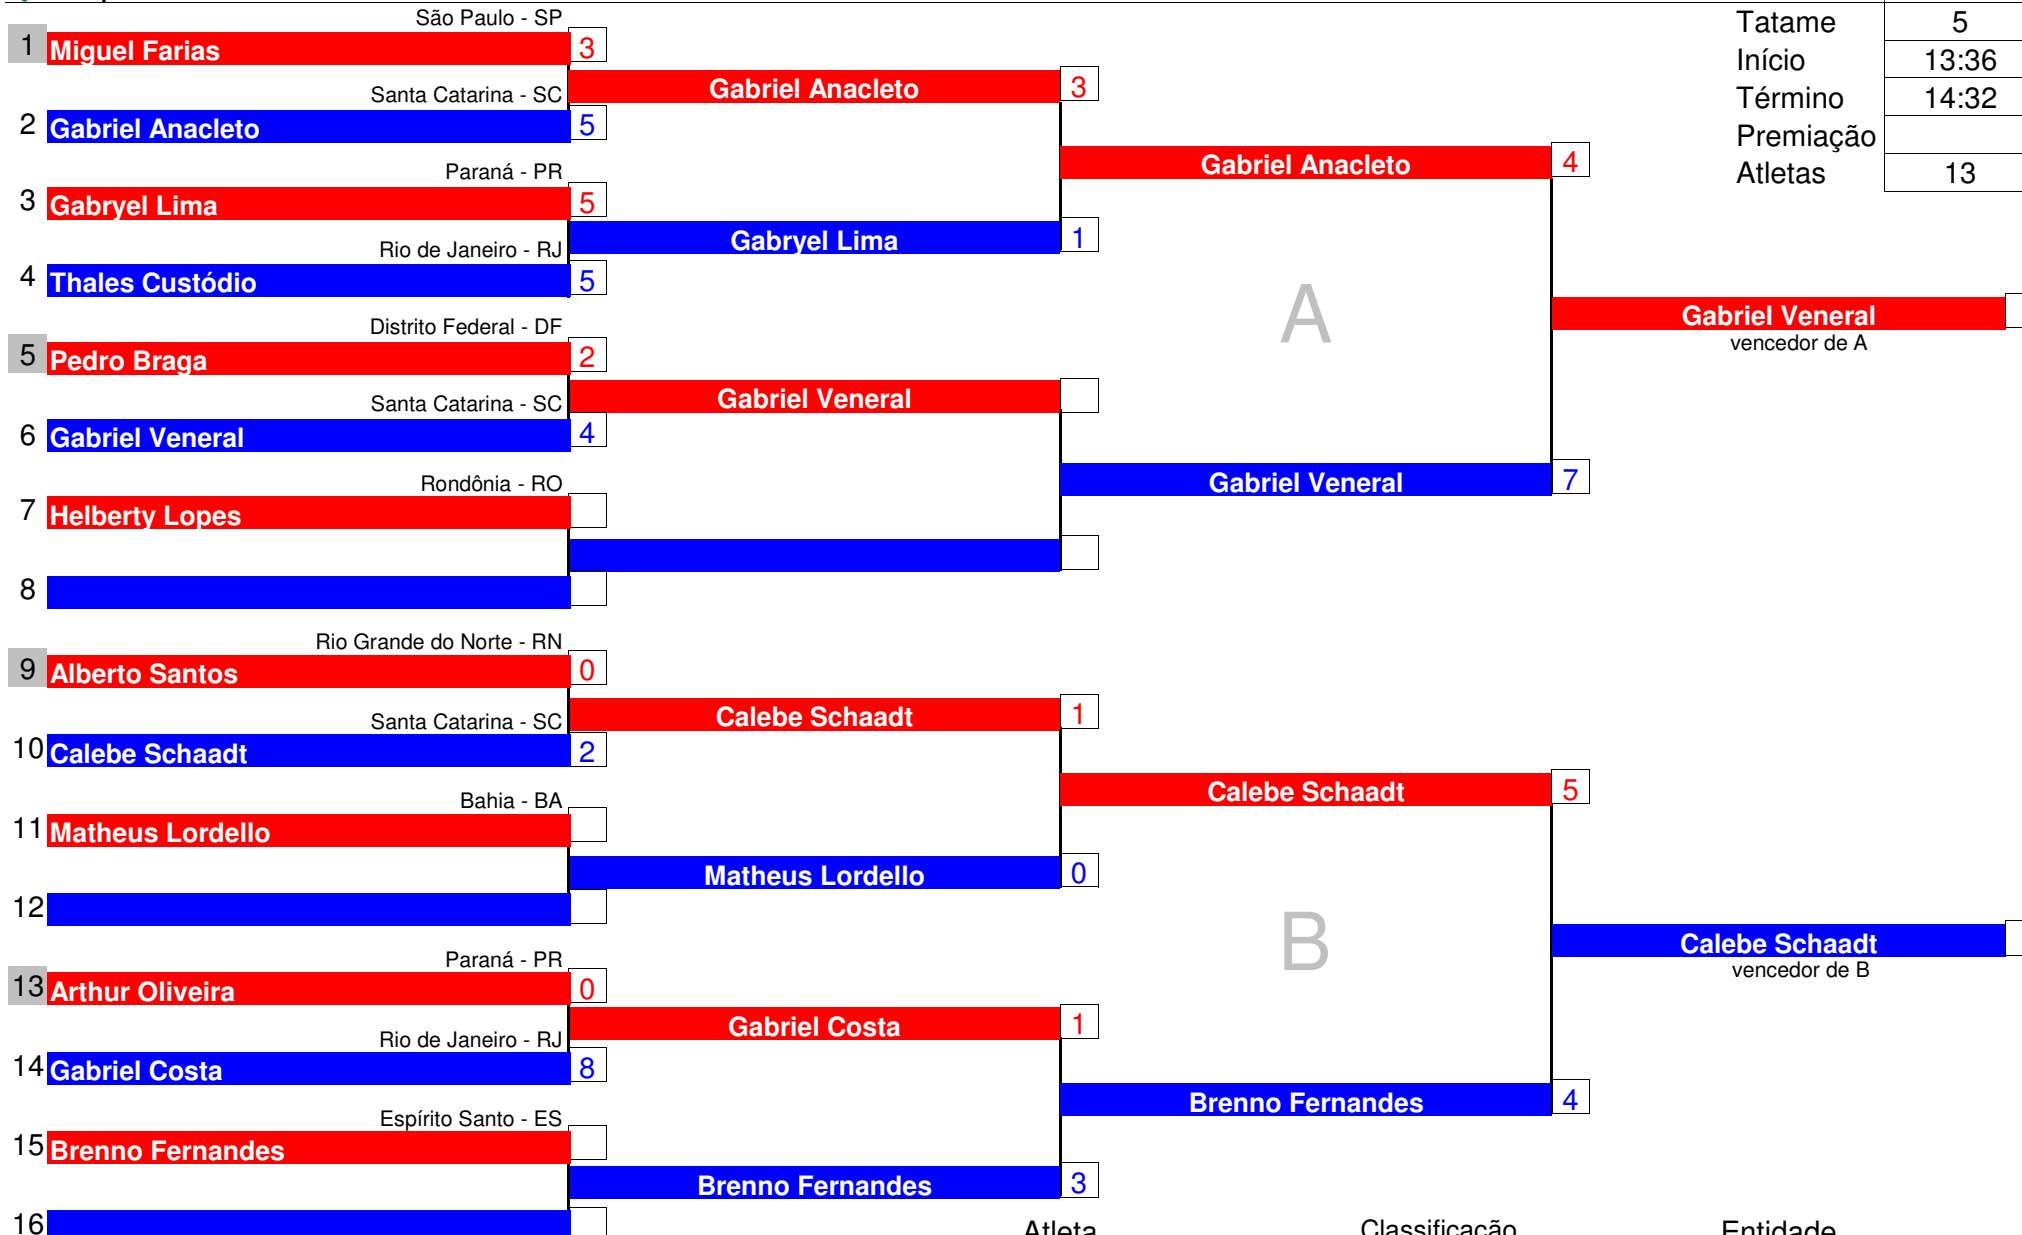 São Paulo - SP
Tatame 5
1 Miguel Farias 3
Início 13:36
Gabriel Anacleto 3
Santa Catarina - SC
Término 14:32
2 Gabriel Anacleto 5
Premiação
Gabriel Anacleto 4
Paraná - PR
Atletas 13
3 Gabryel Lima 5
Gabryel Lima 1
Rio de Janeiro - RJ
4 Thales Custódio 5
A
Gabriel Veneral
Distrito Federal - DF
vencedor de A
5 Pedro Braga 2
Gabriel Veneral
Santa Catarina - SC
6 Gabriel Veneral 4
Gabriel Veneral 7
Rondônia - RO
7 Helberty Lopes
8
Rio Grande do Norte - RN
9 Alberto Santos 0
Calebe Schaadt 1
Santa Catarina - SC
10 Calebe Schaadt 2
Calebe Schaadt 5
Bahia - BA
11 Matheus Lordello
Matheus Lordello 0
12
B
Calebe Schaadt
Paraná - PR
vencedor de B
13 Arthur Oliveira 0
Gabriel Costa 1
Rio de Janeiro - RJ
14 Gabriel Costa 8
Brenno Fernandes 4
Espírito Santo - ES
15 Brenno Fernandes
Brenno Fernandes 3
16
Atleta Classificação Entidade